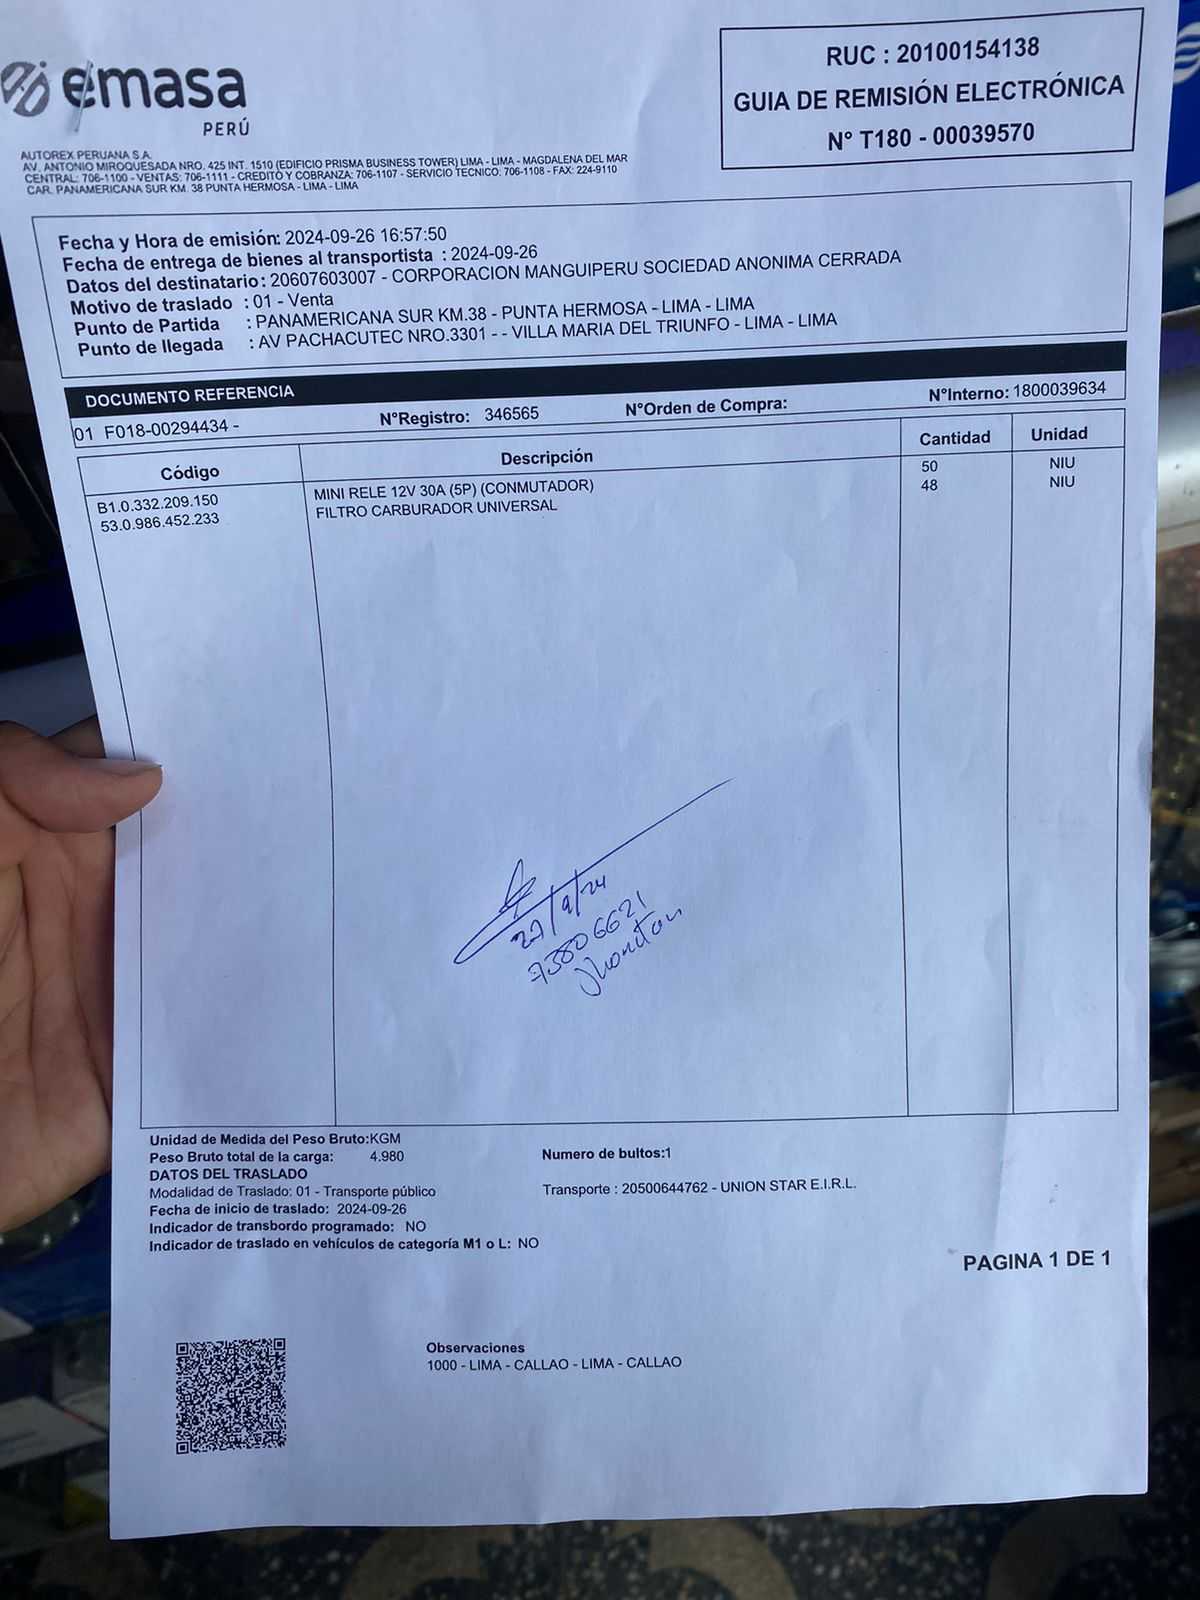 emasa
PERÚ
RUC : 20100154138
GUIA DE REMISIÓN ELECTRÓNICA
N° T180 - 00039570
AUTOREX PERUANA S.A.
AV. ANTONIO MIROQUESADA NRO. 425 INT. 1510 (EDIFICIO PRISMA BUSINESS TOWER) LIMA - LIMA - MAGDALENA DEL MAR
CENTRAL: 706-1100 - VENTAS: 706-1111 - CREDITO Y COBRANZA: 706-1107 - SERVICIO TECNICO: 706-1108 - FAX: 224-9110
CAR. PANAMERICANA SUR KM. 38 PUNTA HERMOSA - LIMA - LIMA
Fecha y Hora de emisión: 2024-09-26 16:57:50
Fecha de entrega de bienes al transportista : 2024-09-26
Datos del destinatario: 20607603007 - CORPORACION MANGUIPERU SOCIEDAD ANONIMA CERRADA
Motivo de traslado : 01 - Venta
Punto de Partida : PANAMERICANA SUR KM.38 - PUNTA HERMOSA - LIMA - LIMA
Punto de llegada : AV PACHACUTEC NRO.3301 - - VILLA MARIA DEL TRIUNFO - LIMA - LIMA
DOCUMENTO REFERENCIA
01 F018-00294434 - N°Registro: 346565 N°Orden de Compra: N°Interno: 1800039634
Código Descripción Cantidad Unidad
B1.0.332.209.150 MINI RELE 12V 30A (5P) (CONMUTADOR) 50 NIU
53.0.986.452.233 FILTRO CARBURADOR UNIVERSAL 48 NIU
27/9/24
73806621
Jhonatan
Unidad de Medida del Peso Bruto:KGM
Peso Bruto total de la carga: 4.980 Numero de bultos:1
DATOS DEL TRASLADO
Modalidad de Traslado: 01 - Transporte público Transporte : 20500644762 - UNION STAR E.I.R.L.
Fecha de inicio de traslado: 2024-09-26
Indicador de transbordo programado: NO
Indicador de traslado en vehículos de categoría M1 o L: NO
PAGINA 1 DE 1
Observaciones
1000 - LIMA - CALLAO - LIMA - CALLAO